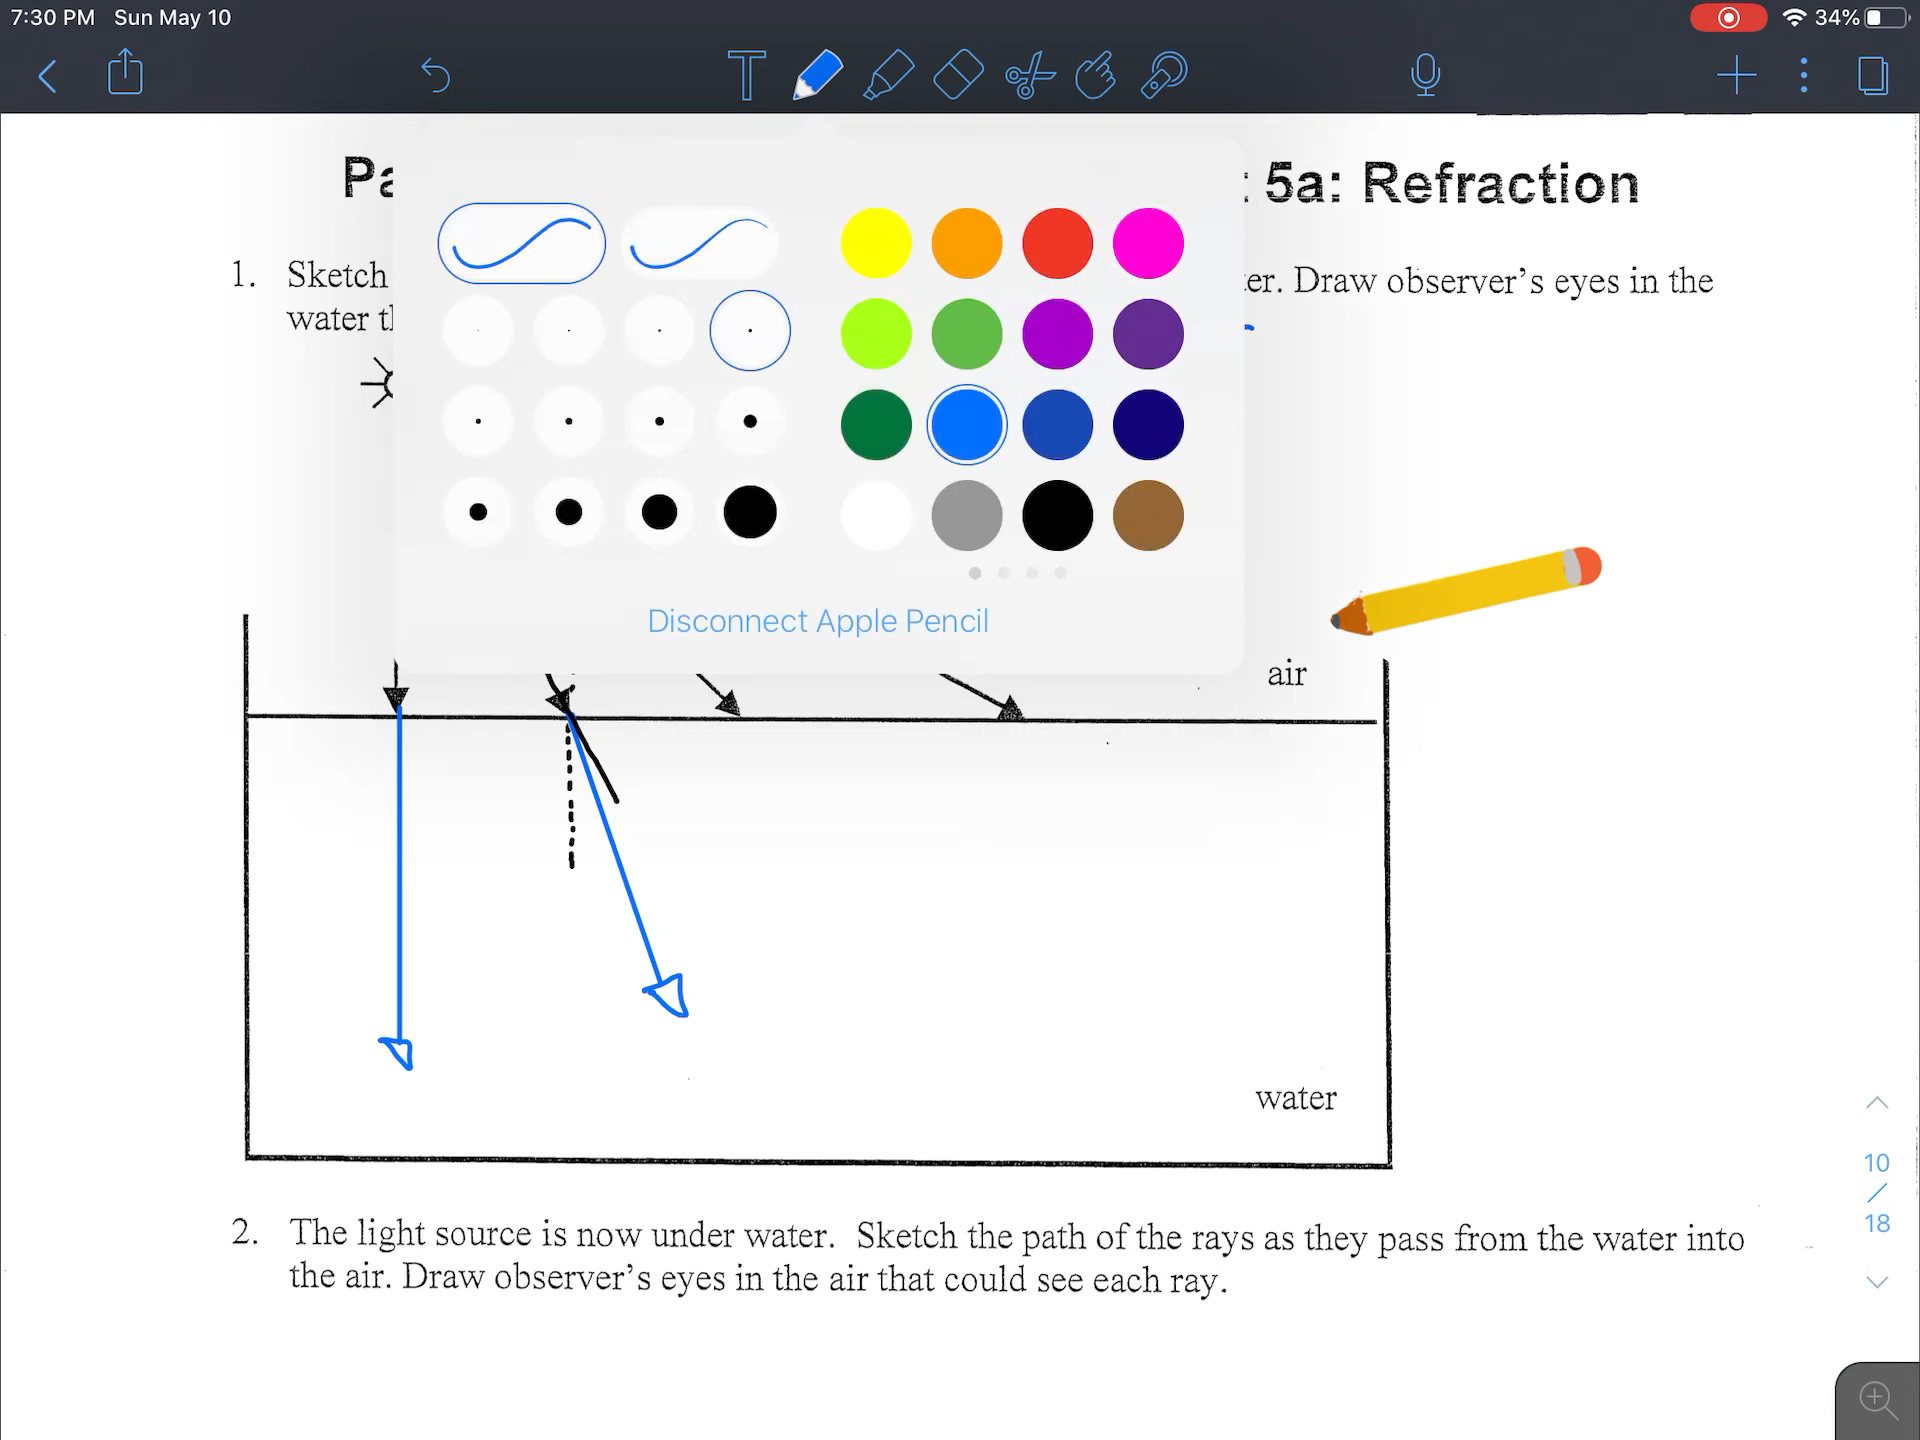 7:30 PM Sun May 10
34%
T
5a: Refraction
1. Sketch er. Draw observer's eyes in the
water
Disconnect Apple Pencil
air
water
10
/
18
2. The light source is now under water. Sketch the path of the rays as they pass from the water into
the air. Draw observer's eyes in the air that could see each ray.